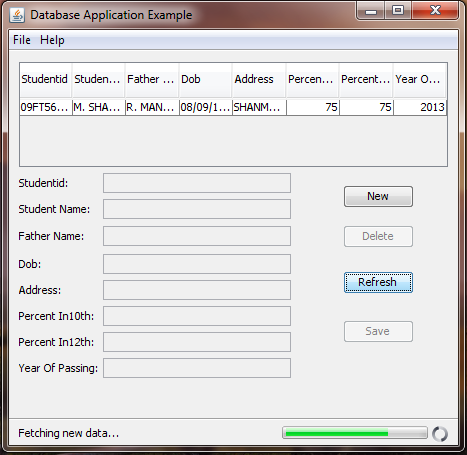 Database Application Example
File Help
Studentid Studen... Father ... Dob Address Percen... Percent... Year O...
09FT56... M. SHA... R. MAN... 08/09/1... SHANM... 75 75 2013
Studentid:
New
Student Name:
Father Name:
Delete
Dob:
Refresh
Address:
Percent In10th:
Save
Percent In12th:
Year Of Passing:
Fetching new data...